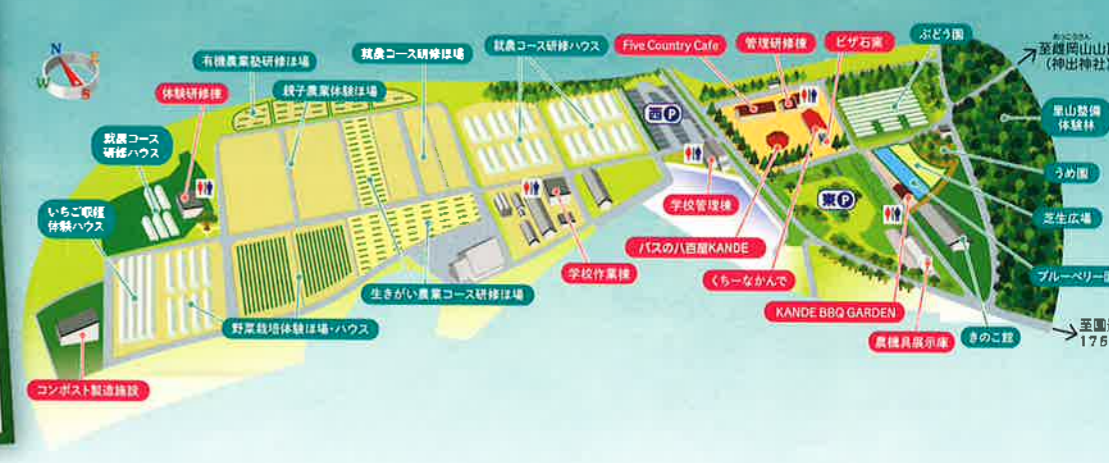 N
E
W
S
有機農業塾研修ほ場
就農コース研修ほ場
就農コース研修ハウス
Five Country Cafe
管理研修棟
ピザ石窯
ぶどう園
めっこうさん
至雌岡山山頂
(神出神社)
体験研修棟
親子農業体験ほ場
里山整備
体験林
就農コース
研修ハウス
西P
うめ園
いちご収穫
体験ハウス
学校管理棟
東P
芝生広場
バスの八百屋KANDE
学校作業棟
くちーなかんで
ブルーベリー園
生きがい農業コース研修ほ場
KANDE BBQ GARDEN
野菜栽培体験ほ場・ハウス
農機具展示庫
きのこ館
至国
175
コンポスト製造施設